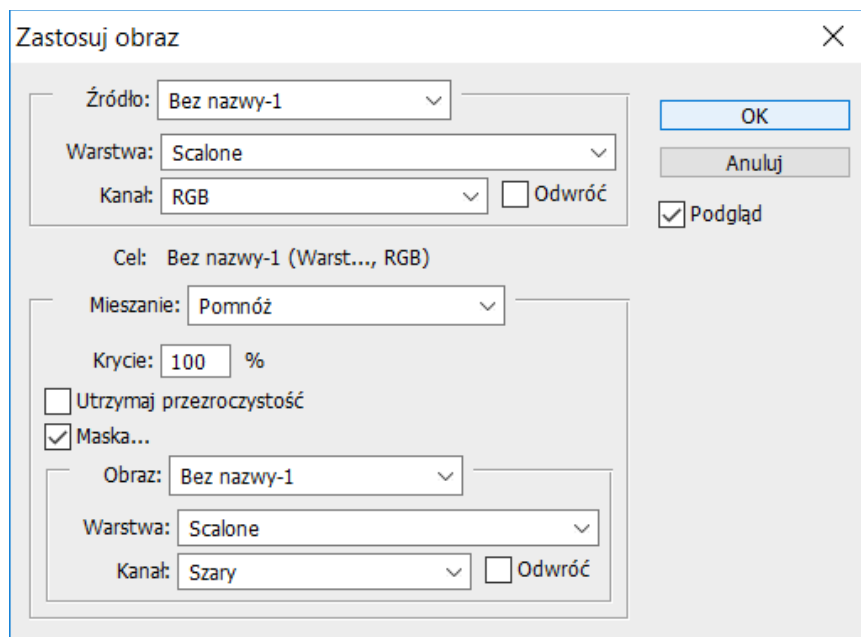 Zastosuj obraz
Źródło: Bez nazwy-1
OK
Warstwa: Scalone
Anuluj
Kanał: RGB Odwróć
Podgląd
Cel: Bez nazwy-1 (Warst..., RGB)
Mieszanie: Pomnóż
Krycie: 100 %
Utrzymaj przezroczystość
Maska...
Obraz: Bez nazwy-1
Warstwa: Scalone
Kanał: Szary Odwróć